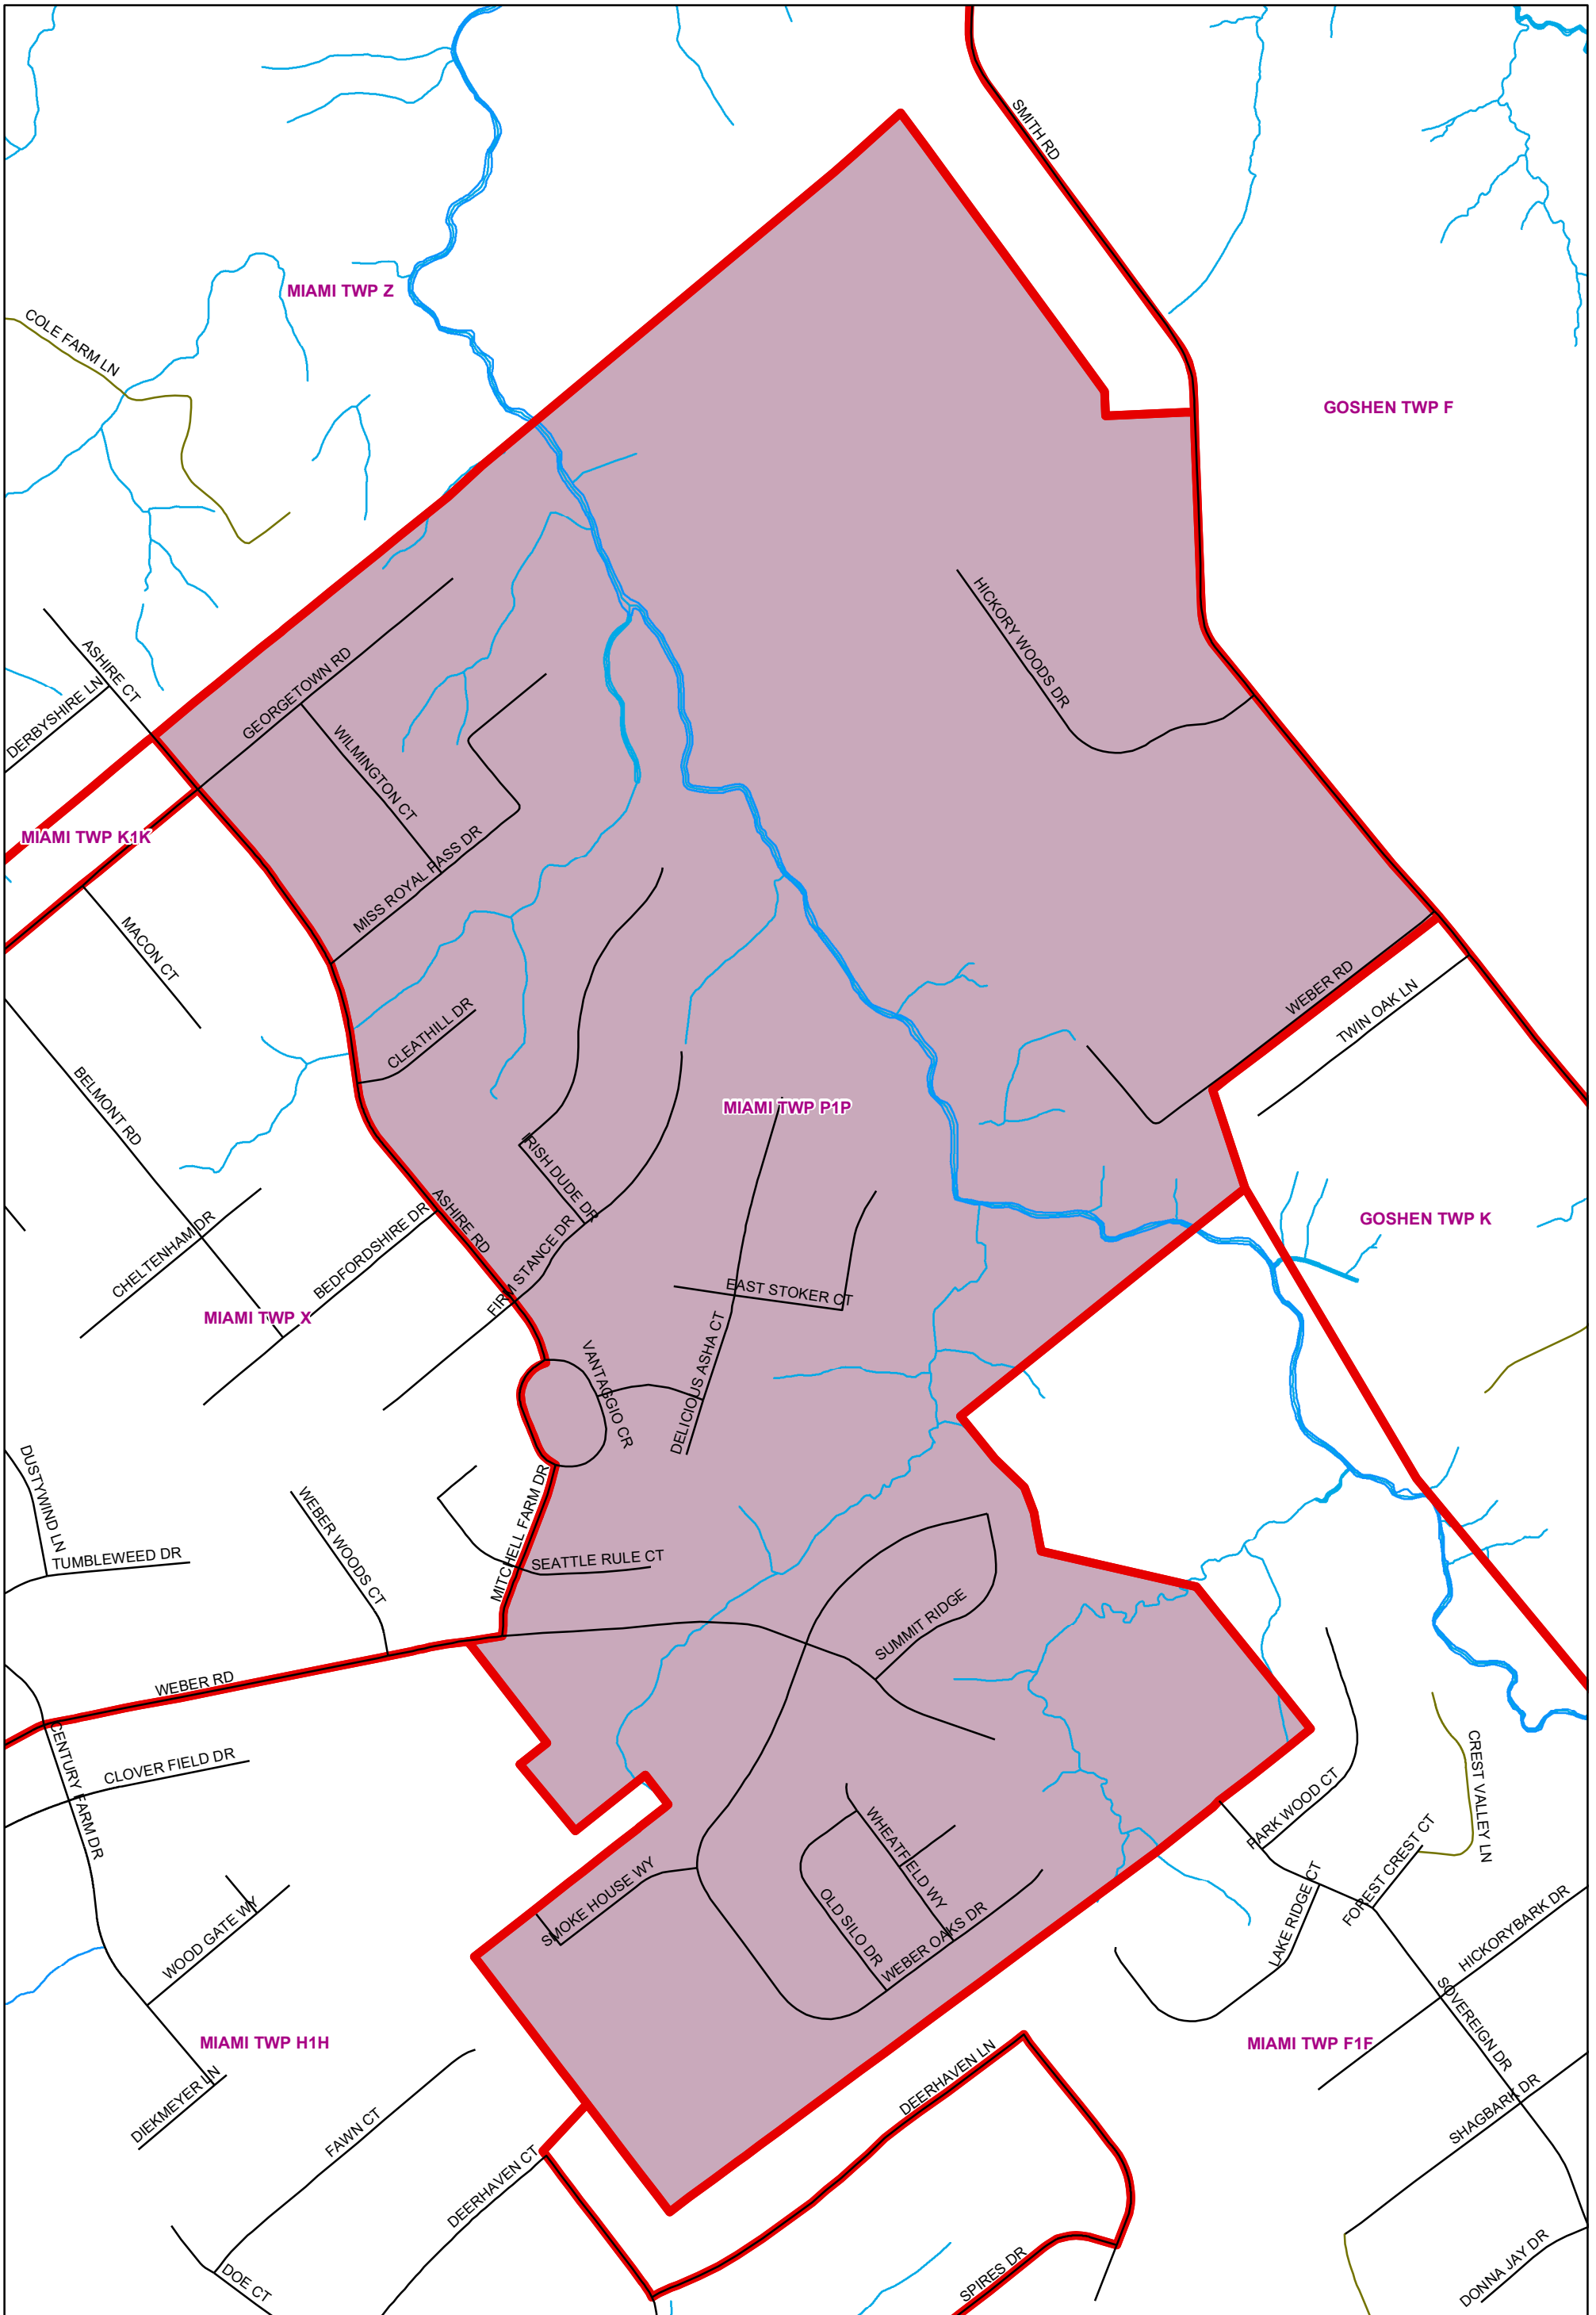 SMITH RD
MIAMI TWP Z
COLE FARM LN
GOSHEN TWP F
HICKORY WOODS DR
ASHIRE CT
DERBYSHIRE LN
GEORGETOWN RD
WILMINGTON CT
MIAMI TWP K1K
MISS ROYAL PASS DR
MACON CT
WEBER RD
TWIN OAK LN
CLEATHILL DR
BELMONT RD
MIAMI TWP P1P
IRISH DUDE DR
ASHIRE RD
CHELTENHAM DR
BEDFORDSHIRE DR
FIRM STANCE DR
GOSHEN TWP K
EAST STOKER CT
MIAMI TWP X
VANTAGGIO CR
DELICIOUS ASHA CT
DUSTYWIND LN
TUMBLEWEED DR
WEBER WOODS CT
MITCHELL FARM DR
SEATTLE RULE CT
SUMMIT RIDGE
WEBER RD
CENTURY FARM DR
CLOVER FIELD DR
CREST VALLEY LN
PARK WOOD CT
WHEATFIELD WY
FOREST CREST CT
SMOKE HOUSE WY
OLD SILO DR
WEBER OAKS DR
LAKE RIDGE CT
HICKORYBARK DR
WOOD GATE WY
SOVEREIGN DR
MIAMI TWP H1H
MIAMI TWP F1F
DEERHAVEN LN
DIEKMEYER LN
FAWN CT
SHAGBARK DR
DEERHAVEN CT
DOE CT
SPIRES DR
DONNA JAY DR